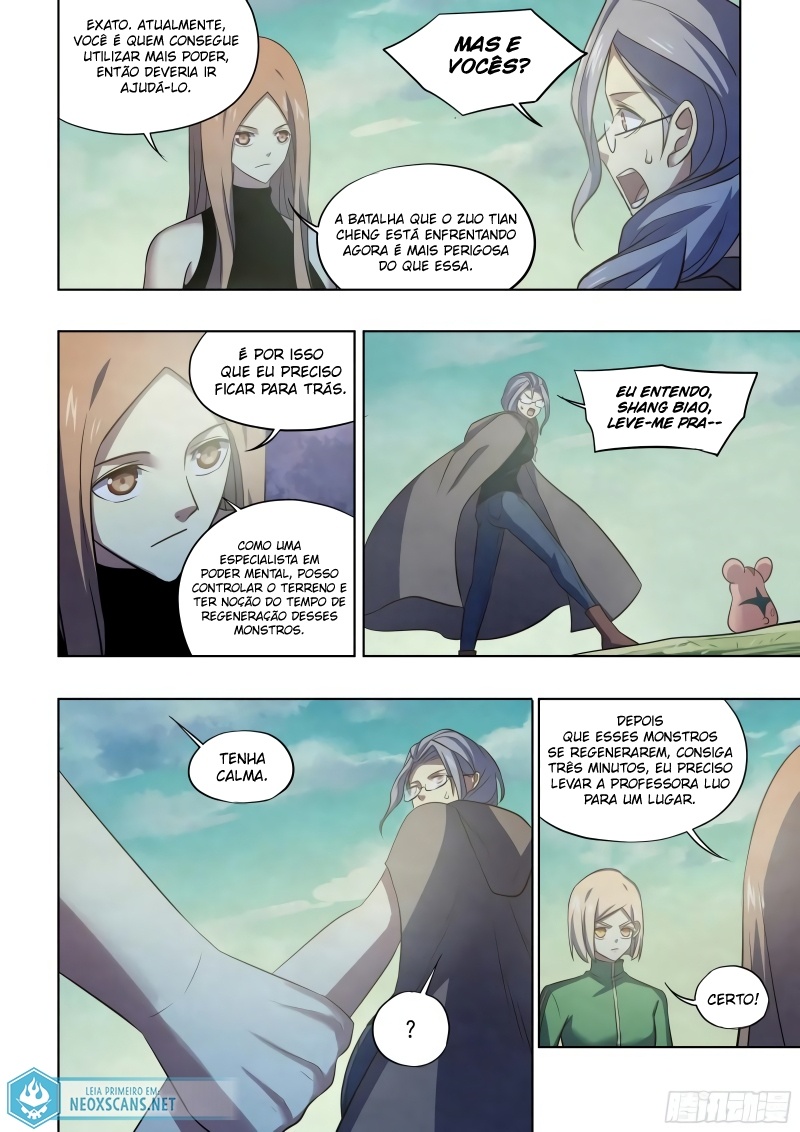 EXATO. ATUALMENTE,
VOCÊ É QUEM CONSEGUE
UTILIZAR MAIS PODER,
ENTÃO DEVERIA IR
AJUDÁ-LO.
MAS E
VOCÊS?
A BATALHA QUE O ZUO TIAN
CHENG ESTÁ ENFRENTANDO
AGORA É MAIS PERIGOSA
DO QUE ESSA.
É POR ISSO
QUE EU PRECISO
FICAR PARA TRÁS.
COMO UMA
ESPECIALISTA EM
PODER MENTAL, POSSO
CONTROLAR O TERRENO E
TER NOÇÃO DO TEMPO DE
REGENERAÇÃO DESSES
MONSTROS.
EU ENTENDO,
SHANG BIAO,
LEVE-ME PRA--
TENHA
CALMA.
?
DEPOIS
QUE ESSES MONSTROS
SE REGENERAREM, CONSIGA
TRÊS MINUTOS, EU PRECISO
LEVAR A PROFESSORA LUO
PARA UM LUGAR.
CERTO!
LEIA PRIMEIRO EM:
NEOXSCANS.NET
腾讯动漫